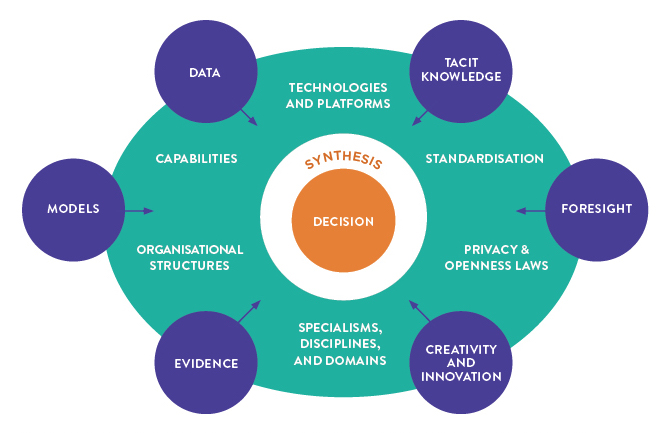 DATA
TACIT
KNOWLEDGE
TECHNOLOGIES
AND PLATFORMS
CAPABILITIES
SYNTHESIS
STANDARDISATION
MODELS
DECISION
FORESIGHT
ORGANISATIONAL
STRUCTURES
PRIVACY &
OPENNESS LAWS
EVIDENCE
SPECIALISMS,
DISCIPLINES,
AND DOMAINS
CREATIVITY
AND
INNOVATION